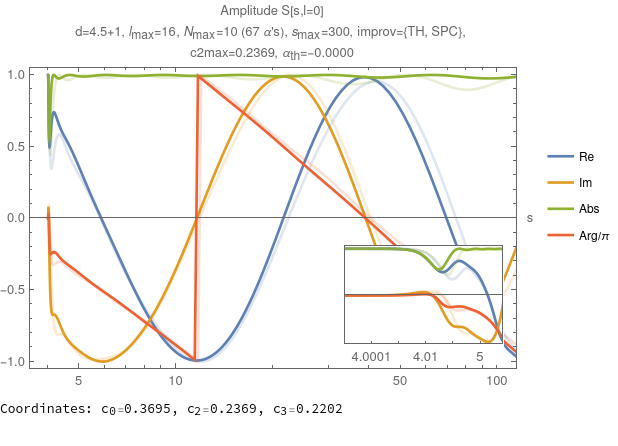 Amplitude S[s,l=0]
d=4.5+1, lmax=16, Nmax=10 (67 α's), smax=300, improv={TH, SPC},
c2max=0.2369, αth=−0.0000
1.0
0.5
0.0
−0.5
−1.0
5 10 50 100
s
4.0001 4.01 5
Re
Im
Abs
Arg/π
Coordinates: c0=0.3695, c2=0.2369, c3=0.2202